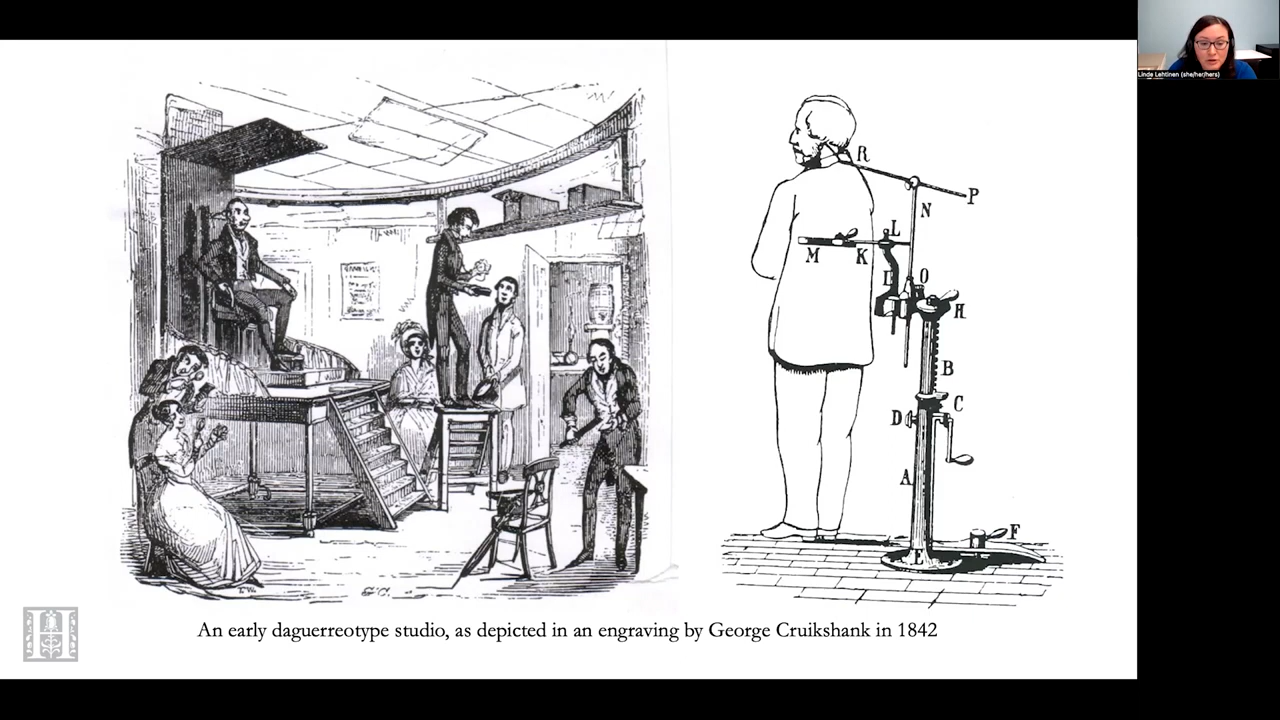 Linde Lehtinen (she/her/hers)
R
P
N
L
M
K
I
O
H
B
C
D
A
F
L
G C.
An early daguerreotype studio, as depicted in an engraving by George Cruikshank in 1842
H